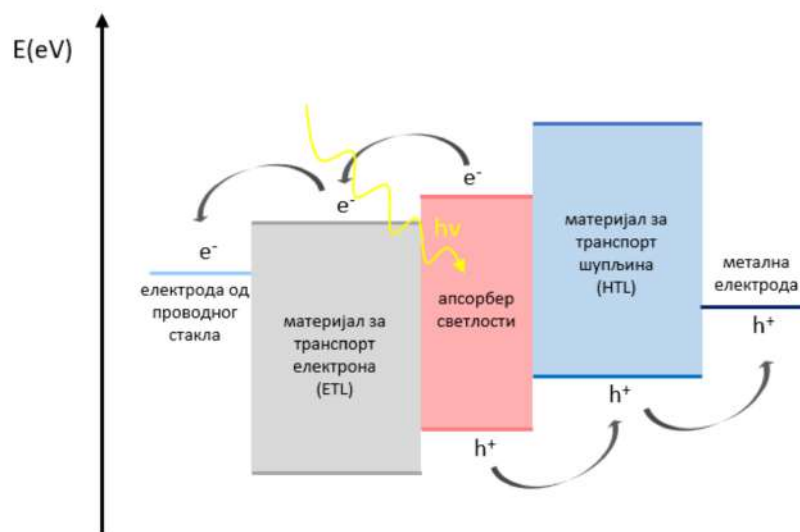 E(eV)
e⁻
e⁻
e⁻
hν
електрода од
проводног
стакла
материјал за
транспорт
електрона
(ETL)
апсорбер
светлости
материјал за
транспорт
шупљина
(HTL)
метална
електрода
h⁺
h⁺
h⁺